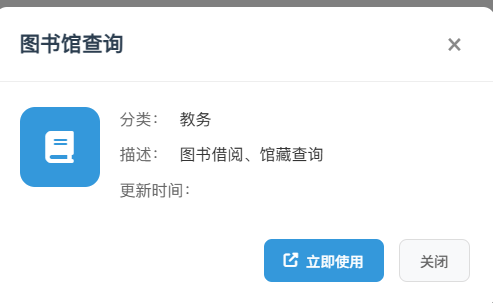 图书馆查询
分类： 教务
描述： 图书借阅、馆藏查询
更新时间：
立即使用
关闭